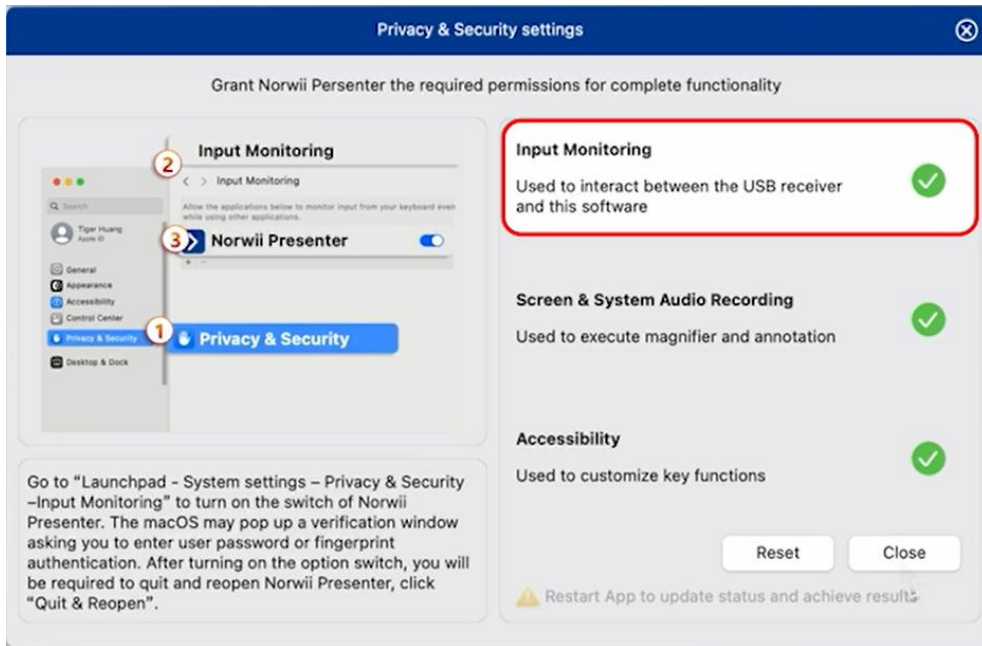 Privacy & Security settings
Grant Norwii Persenter the required permissions for complete functionality
2
Input Monitoring
Input Monitoring
Allow the applications below to monitor input from your keyboard even
while using other applications.
3
Norwii Presenter
Search
Tiger Huang
Apple ID
General
Appearance
Accessibility
Control Center
Privacy & Security
1
Privacy & Security
Desktop & Dock
Go to “Launchpad - System settings – Privacy & Security
–Input Monitoring” to turn on the switch of Norwii
Presenter. The macOS may pop up a verification window
asking you to enter user password or fingerprint
authentication. After turning on the option switch, you will
be required to quit and reopen Norwii Presenter, click
“Quit & Reopen”.
Input Monitoring
Used to interact between the USB receiver
and this software
Screen & System Audio Recording
Used to execute magnifier and annotation
Accessibility
Used to customize key functions
Reset
Close
Restart App to update status and achieve results